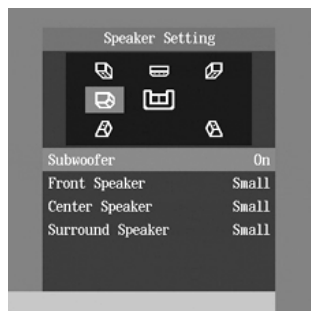 Speaker Setting
Subwoofer On
Front Speaker Small
Center Speaker Small
Surround Speaker Small